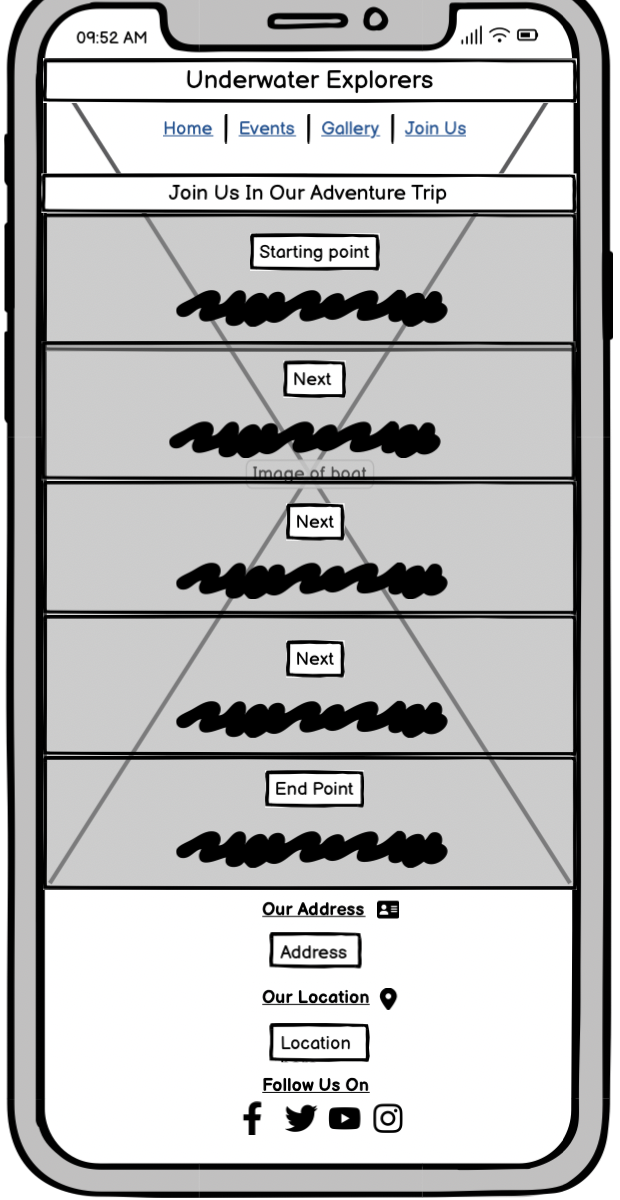 09:52 AM
Underwater Explorers
Home | Events | Gallery | Join Us
Join Us In Our Adventure Trip
Starting point
Next
Image of boat
Next
Next
End Point
Our Address
Address
Our Location
Location
Follow Us On